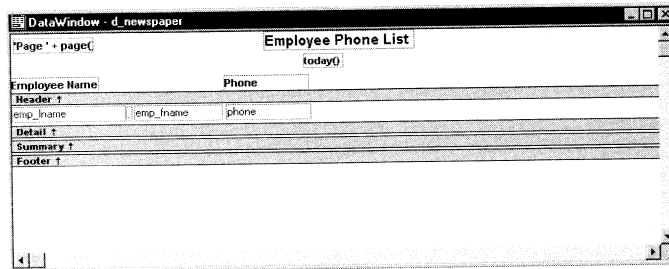 DataWindow - d_newspaper
'Page ' + page(
Employee Phone List
today()
Employee Name
Phone
Header ↑
emp_lname , emp_fname phone
Detail ↑
Summary ↑
Footer ↑